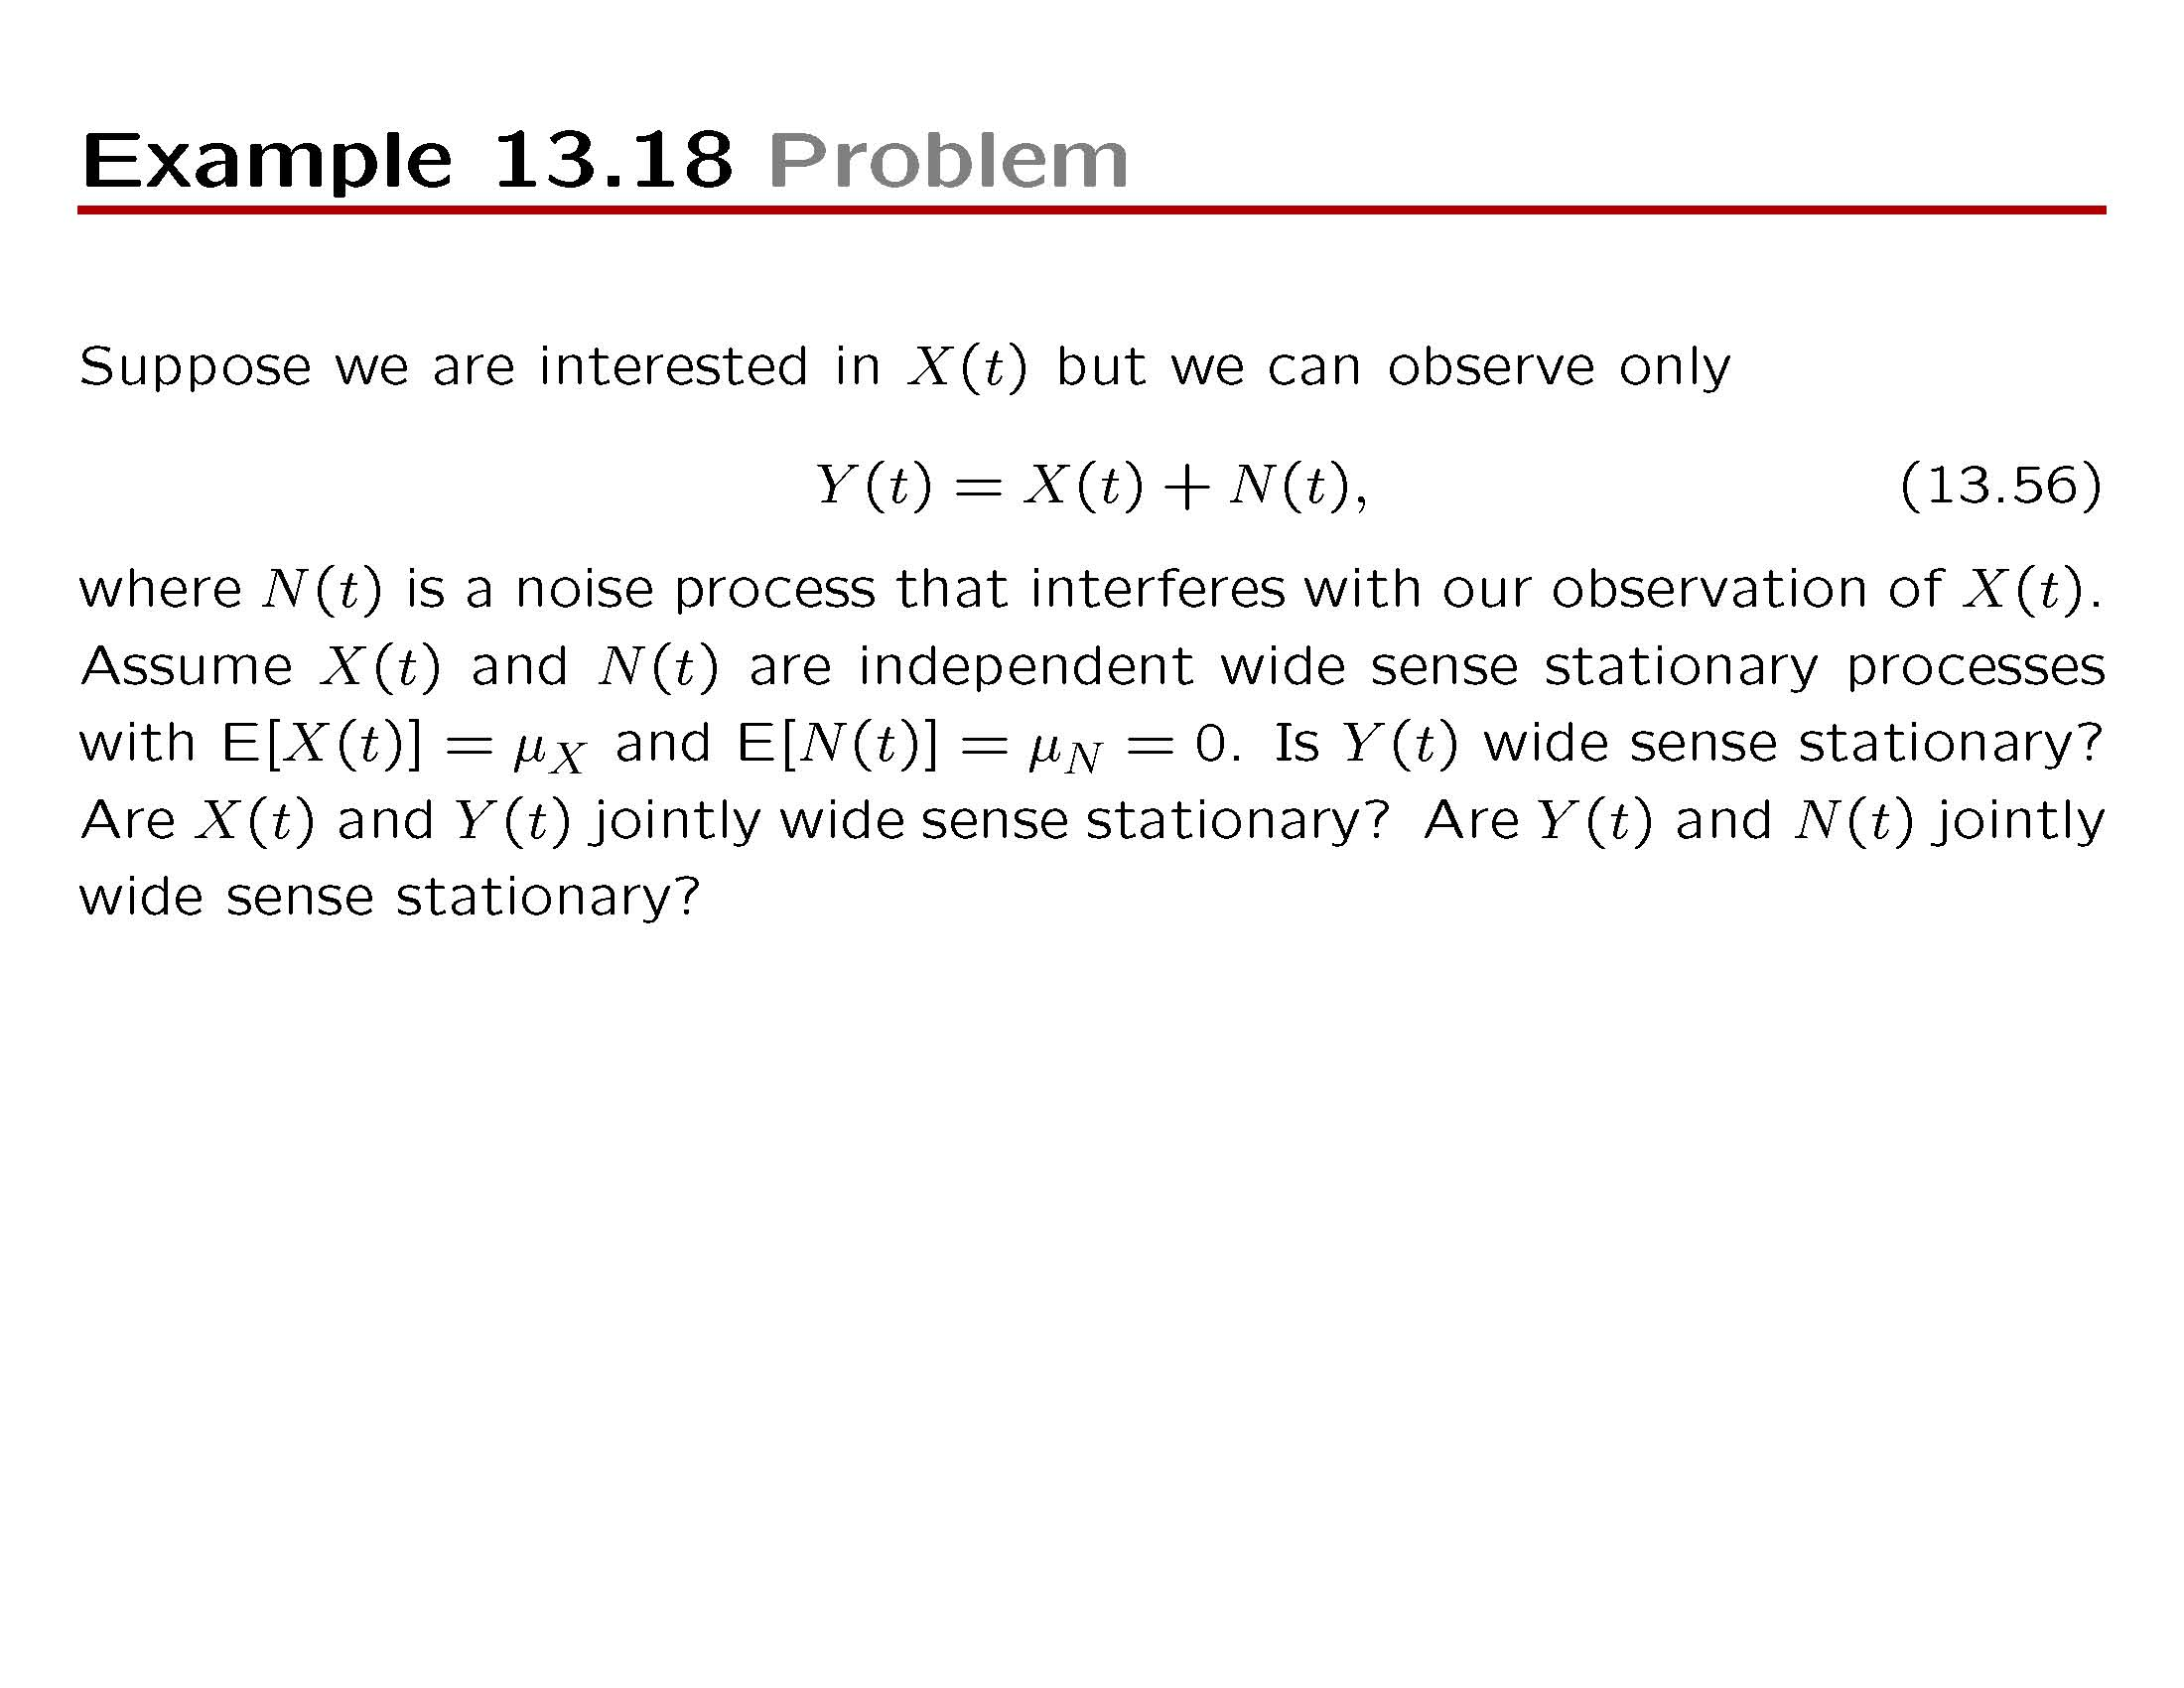 Example 13.18 Problem
Suppose we are interested in X(t) but we can observe only
Y(t) = X(t) + N(t), (13.56)
where N(t) is a noise process that interferes with our observation of X(t).
Assume X(t) and N(t) are independent wide sense stationary processes
with E[X(t)] = μ_X and E[N(t)] = μ_N = 0. Is Y(t) wide sense stationary?
Are X(t) and Y(t) jointly wide sense stationary? Are Y(t) and N(t) jointly
wide sense stationary?